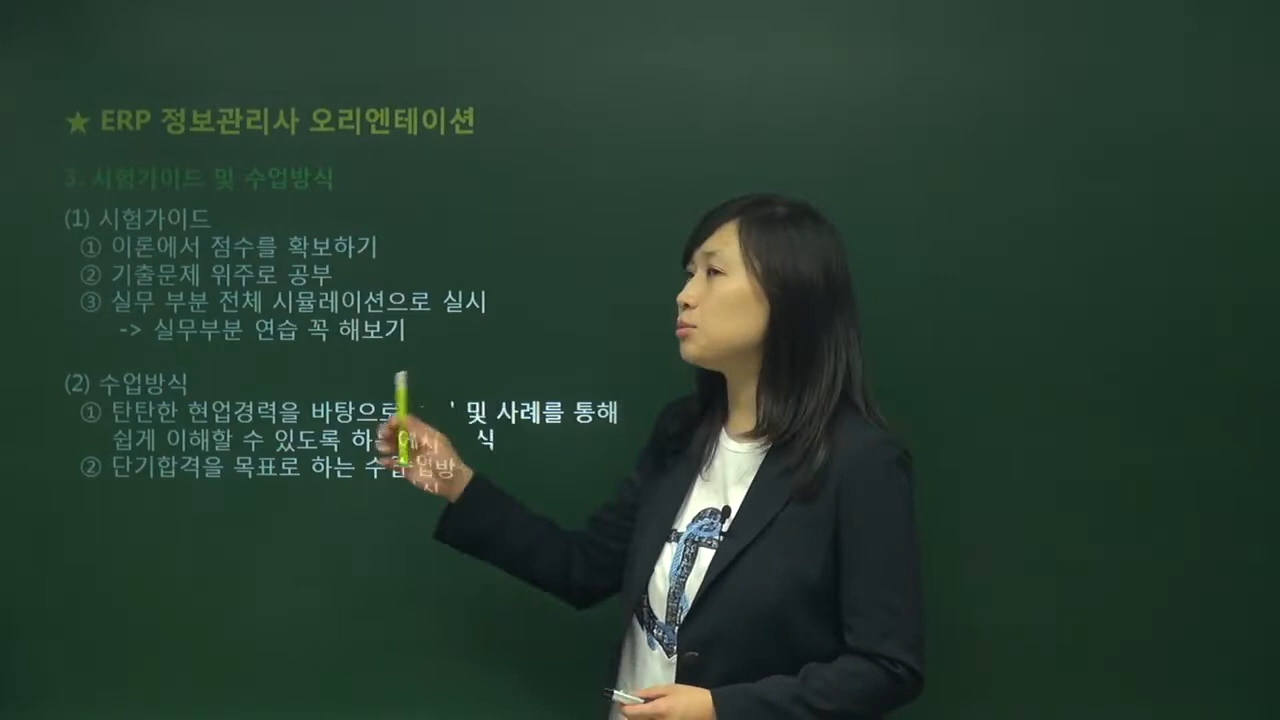 ★ ERP 정보관리사 오리엔테이션
3. 시험가이드 및 수업방식
(1) 시험가이드
① 이론에서 점수를 확보하기
② 기출문제 위주로 공부
③ 실무 부분 전체 시뮬레이션으로 실시
-> 실무부분 연습 꼭 해보기
(2) 수업방식
① 탄탄한 현업경력을 바탕으로 및 사례를 통해
쉽게 이해할 수 있도록
② 단기합격을 목표로 하는